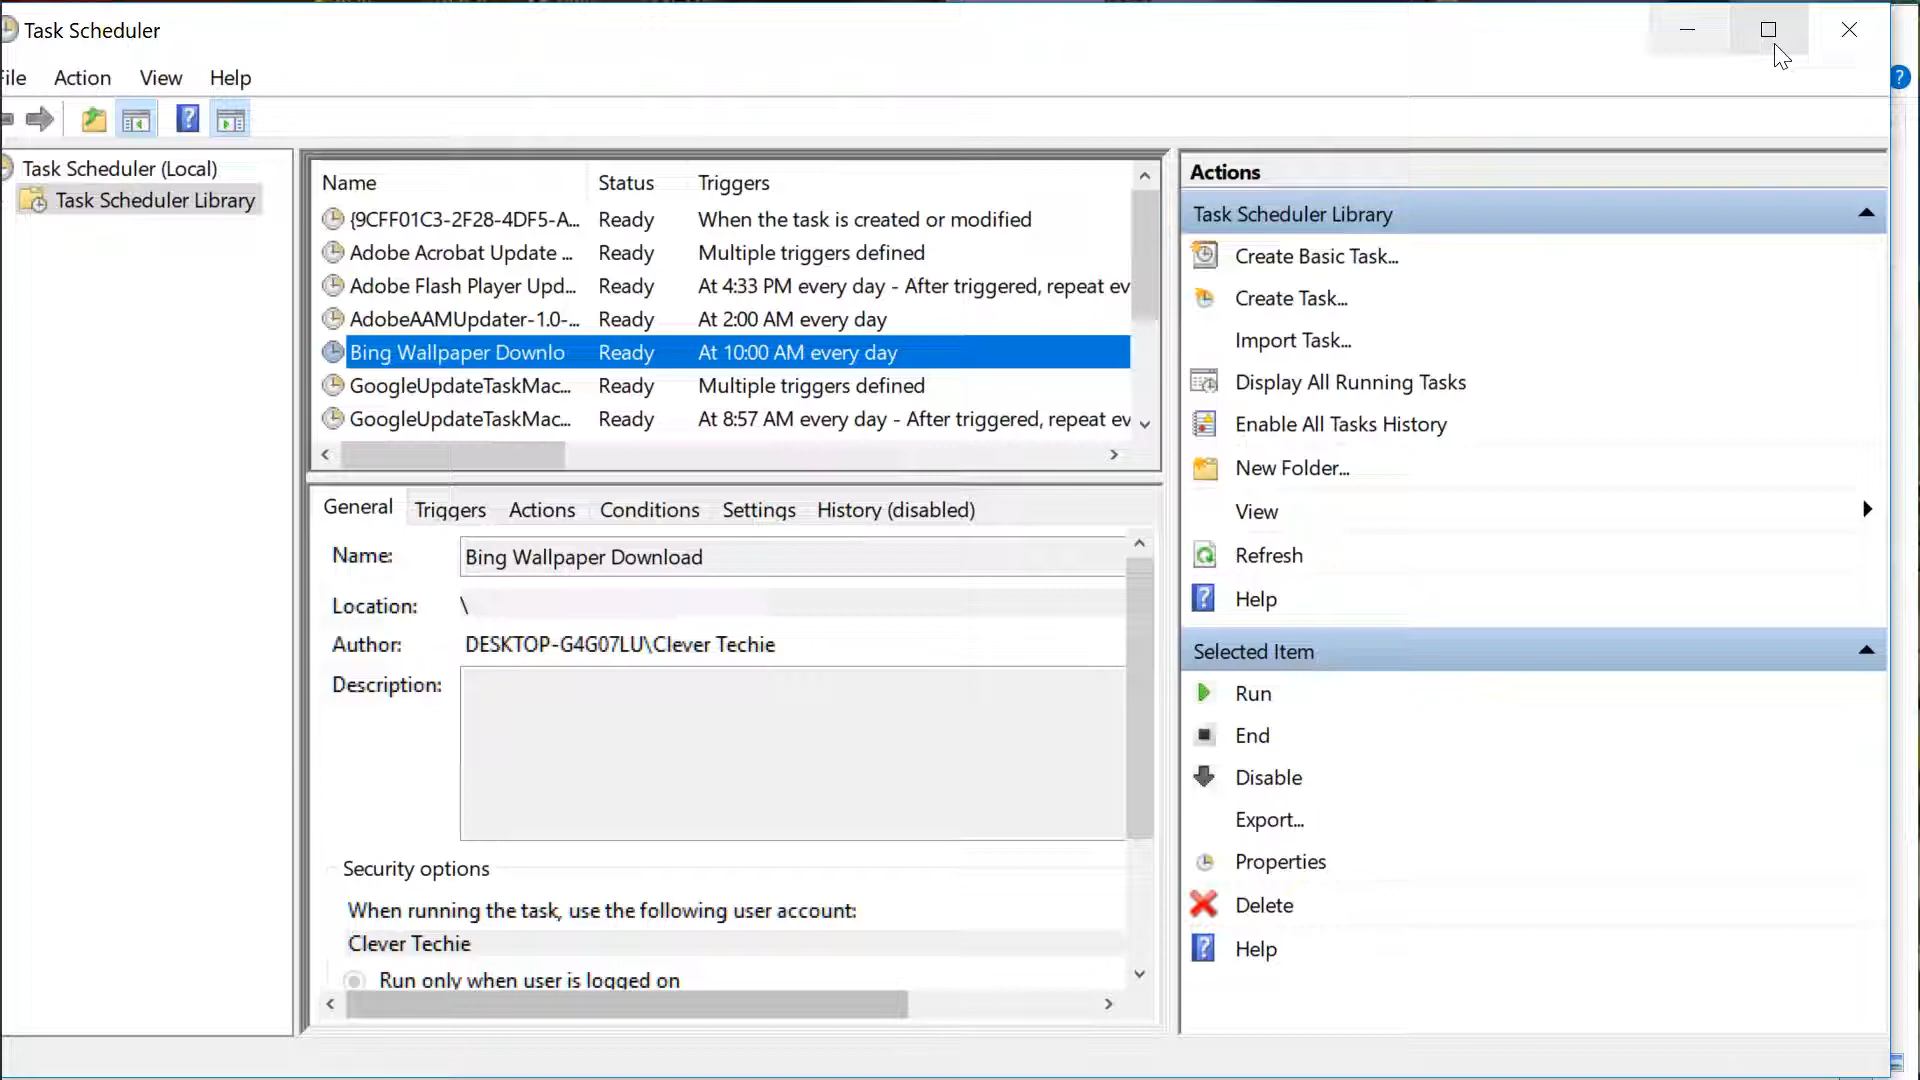 Task Scheduler
ile Action View Help
Task Scheduler (Local)
Task Scheduler Library
Name Status Triggers
{9CFF01C3-2F28-4DF5-A... Ready When the task is created or modified
Adobe Acrobat Update ... Ready Multiple triggers defined
Adobe Flash Player Upd... Ready At 4:33 PM every day - After triggered, repeat ev
AdobeAAMUpdater-1.0-... Ready At 2:00 AM every day
Bing Wallpaper Downlo Ready At 10:00 AM every day
GoogleUpdateTaskMac... Ready Multiple triggers defined
GoogleUpdateTaskMac... Ready At 8:57 AM every day - After triggered, repeat ev
General Triggers Actions Conditions Settings History (disabled)
Name: Bing Wallpaper Download
Location: \
Author: DESKTOP-G4G07LU\Clever Techie
Description:
Security options
When running the task, use the following user account:
Clever Techie
Run only when user is logged on
Actions
Task Scheduler Library
Create Basic Task...
Create Task...
Import Task...
Display All Running Tasks
Enable All Tasks History
New Folder...
View
Refresh
Help
Selected Item
Run
End
Disable
Export...
Properties
Delete
Help